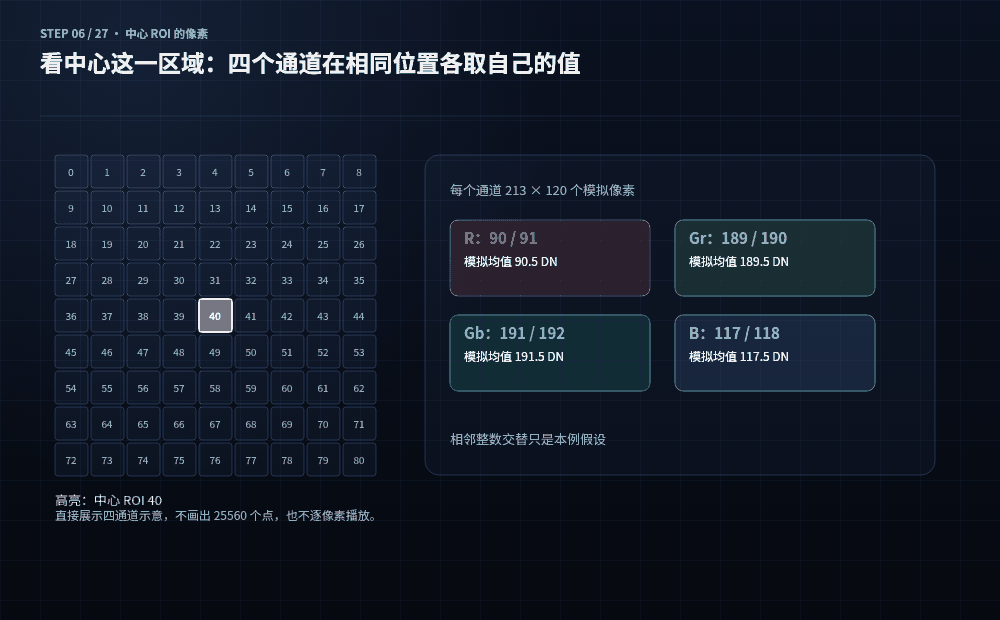 STEP 06 / 27 · 中心 ROI 的像素
看中心这一区域：四个通道在相同位置各取自己的值
0 1 2 3 4 5 6 7 8
9 10 11 12 13 14 15 16 17
18 19 20 21 22 23 24 25 26
27 28 29 30 31 32 33 34 35
36 37 38 39 40 41 42 43 44
45 46 47 48 49 50 51 52 53
54 55 56 57 58 59 60 61 62
63 64 65 66 67 68 69 70 71
72 73 74 75 76 77 78 79 80
高亮：中心 ROI 40
直接展示四通道示意，不画出 25560 个点，也不逐像素播放。
每个通道 213 × 120 个模拟像素
R：90 / 91
模拟均值 90.5 DN
Gr：189 / 190
模拟均值 189.5 DN
Gb：191 / 192
模拟均值 191.5 DN
B：117 / 118
模拟均值 117.5 DN
相邻整数交替只是本例假设